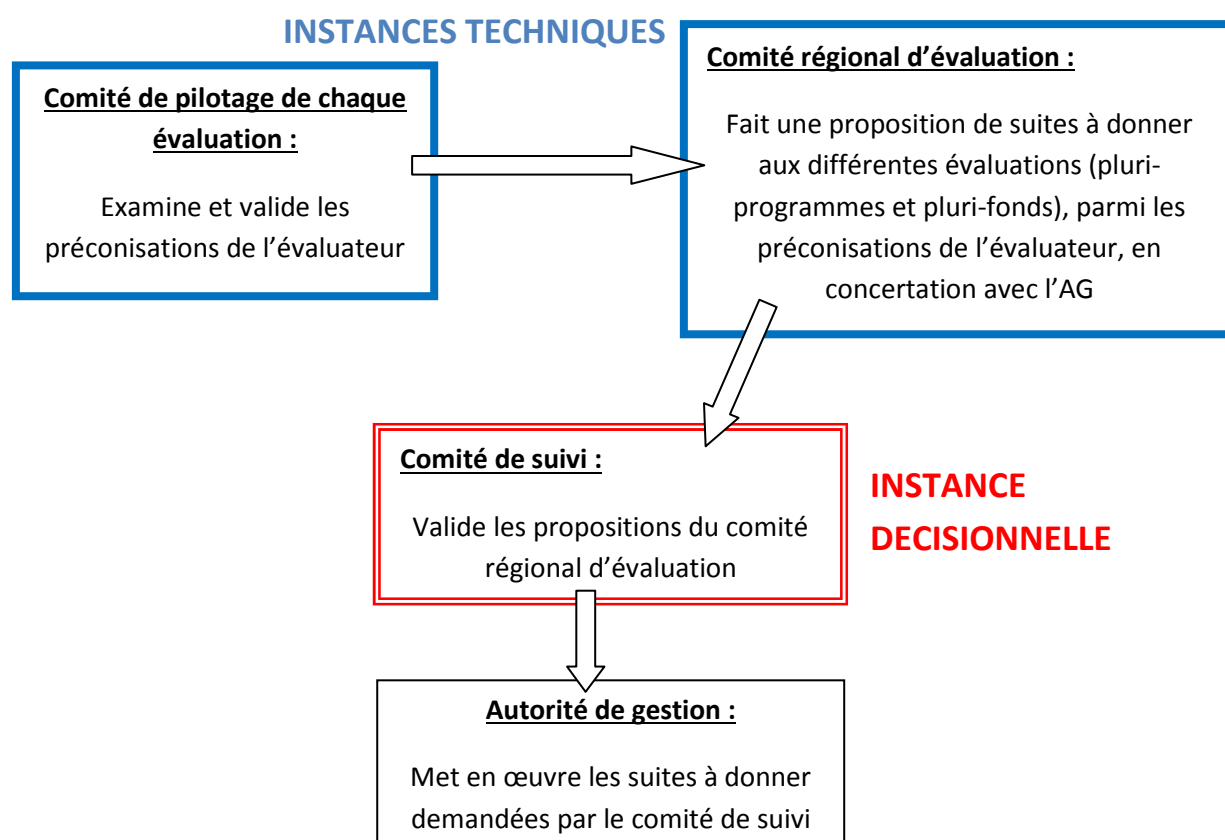 INSTANCES TECHNIQUES
Comité de pilotage de chaque
évaluation :
Examine et valide les
préconisations de l’évaluateur
Comité régional d’évaluation :
Fait une proposition de suites à donner
aux différentes évaluations (pluri-
programmes et pluri-fonds), parmi les
préconisations de l’évaluateur, en
concertation avec l’AG
Comité de suivi :
Valide les propositions du comité
régional d’évaluation
INSTANCE
DECISIONNELLE
Autorité de gestion :
Met en œuvre les suites à donner
demandées par le comité de suivi